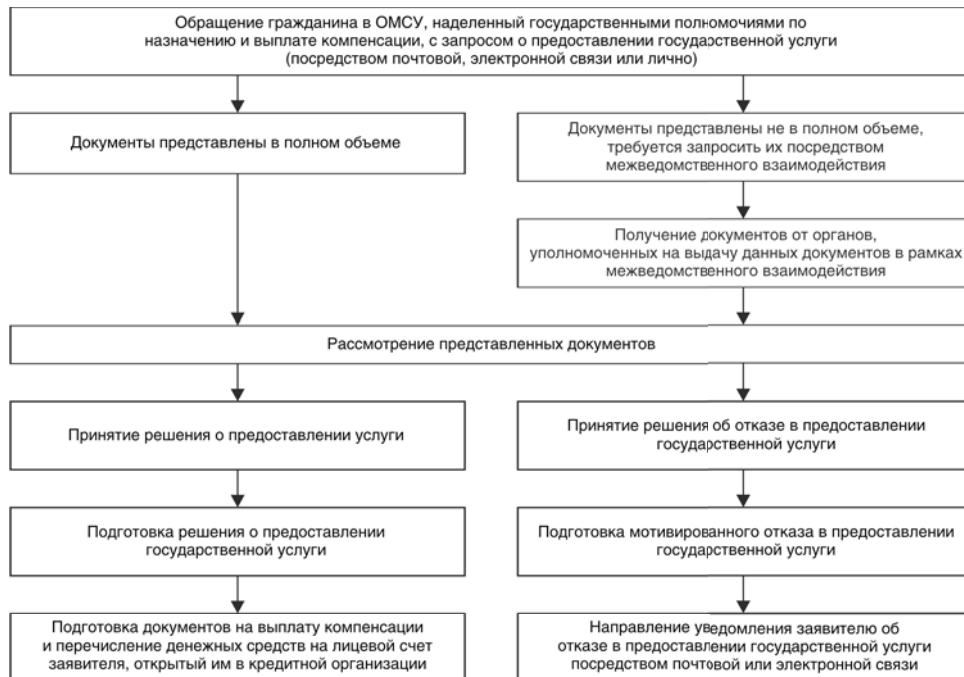 Обращение гражданина в ОМСУ, наделенный государственными полномочиями по
назначению и выплате компенсации, с запросом о предоставлении государственной услуги
(посредством почтовой, электронной связи или лично)
Документы представлены в полном объеме
Документы представлены не в полном объеме,
требуется запросить их посредством
межведомственного взаимодействия
Получение документов от органов,
уполномоченных на выдачу данных документов в рамках
межведомственного взаимодействия
Рассмотрение представленных документов
Принятие решения о предоставлении услуги
Принятие решения об отказе в предоставлении
государственной услуги
Подготовка решения о предоставлении
государственной услуги
Подготовка мотивированного отказа в предоставлении
государственной услуги
Подготовка документов на выплату компенсации
и перечисление денежных средств на лицевой счет
заявителя, открытый им в кредитной организации
Направление уведомления заявителю об
отказе в предоставлении государственной услуги
посредством почтовой или электронной связи